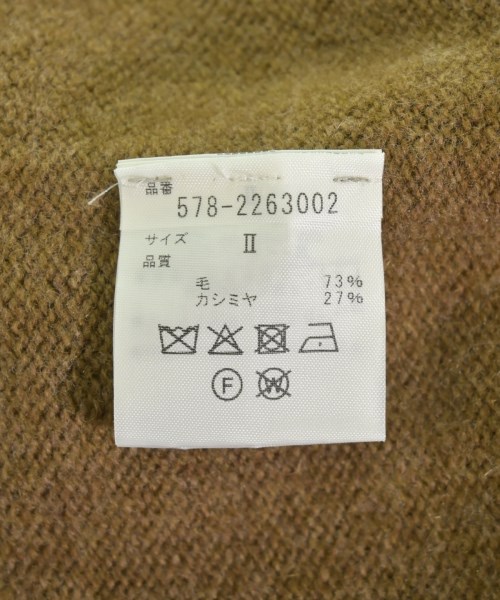 品番
578-2263002
サイズ II
品質
毛 73%
カシミヤ 27%
F W